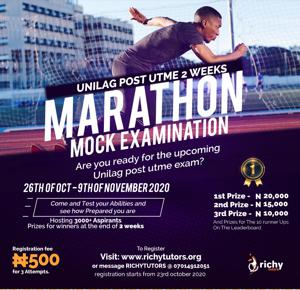 UNILAG POST UTME 2 WEEKS
MARATHON
MOCK EXAMINATION
Are you ready for the upcoming
Unilag post utme exam?
26TH OF OCT - 9TH OF NOVEMBER 2020
Come and Test your Abilities and
see how Prepared you are
Hosting 3000+ Aspirants
Prizes for winners at the end of 2 weeks
1
1st Prize - ₦ 20,000
2nd Prize - ₦ 15,000
3rd Prize - ₦ 10,000
And Prizes For The 10 runner Ups
On The Leaderboard
Registration fee
₦500
for 3 Attempts.
To Register
Visit: www.richytutors.org
or message RICHYTUTORS @ 07014912051
registration starts from 23rd october 2020
richy